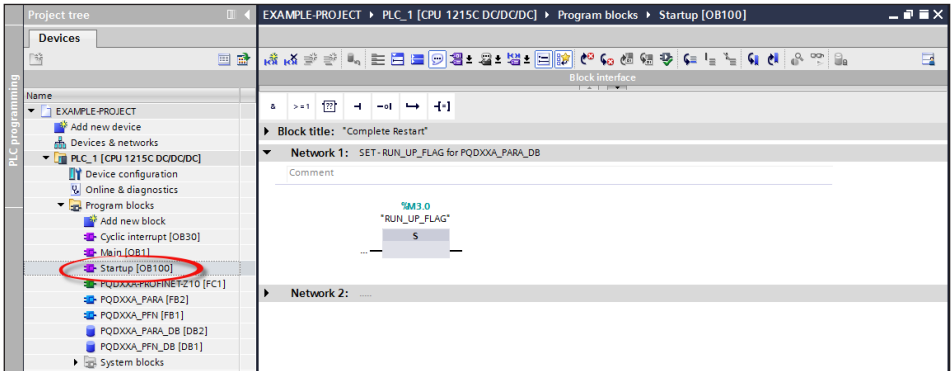 Project tree
EXAMPLE-PROJECT ▸ PLC_1 [CPU 1215C DC/DC/DC] ▸ Program blocks ▸ Startup [OB100]
Devices
PLC programming
Name
EXAMPLE-PROJECT
Add new device
Devices & networks
PLC_1 [CPU 1215C DC/DC/DC]
Device configuration
Online & diagnostics
Program blocks
Add new block
Cyclic interrupt [OB30]
Main [OB1]
Startup [OB100]
PQDXXA-PROFINET-Z10 [FC1]
PQDXXA_PARA [FB2]
PQDXXA_PFN [FB1]
PQDXXA_PARA_DB [DB2]
PQDXXA_PFN_DB [DB1]
System blocks
Block interface
& >=1 ?? -| -o| ↦ -[=]
Block title: "Complete Restart"
Network 1: SET - RUN_UP_FLAG for PQDXXA_PARA_DB
Comment
%M3.0
"RUN_UP_FLAG"
S
...
Network 2: .....